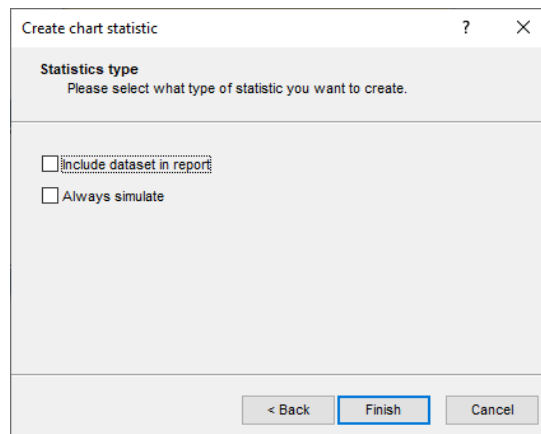 Create chart statistic
?
Statistics type
Please select what type of statistic you want to create.
Include dataset in report
Always simulate
< Back
Finish
Cancel